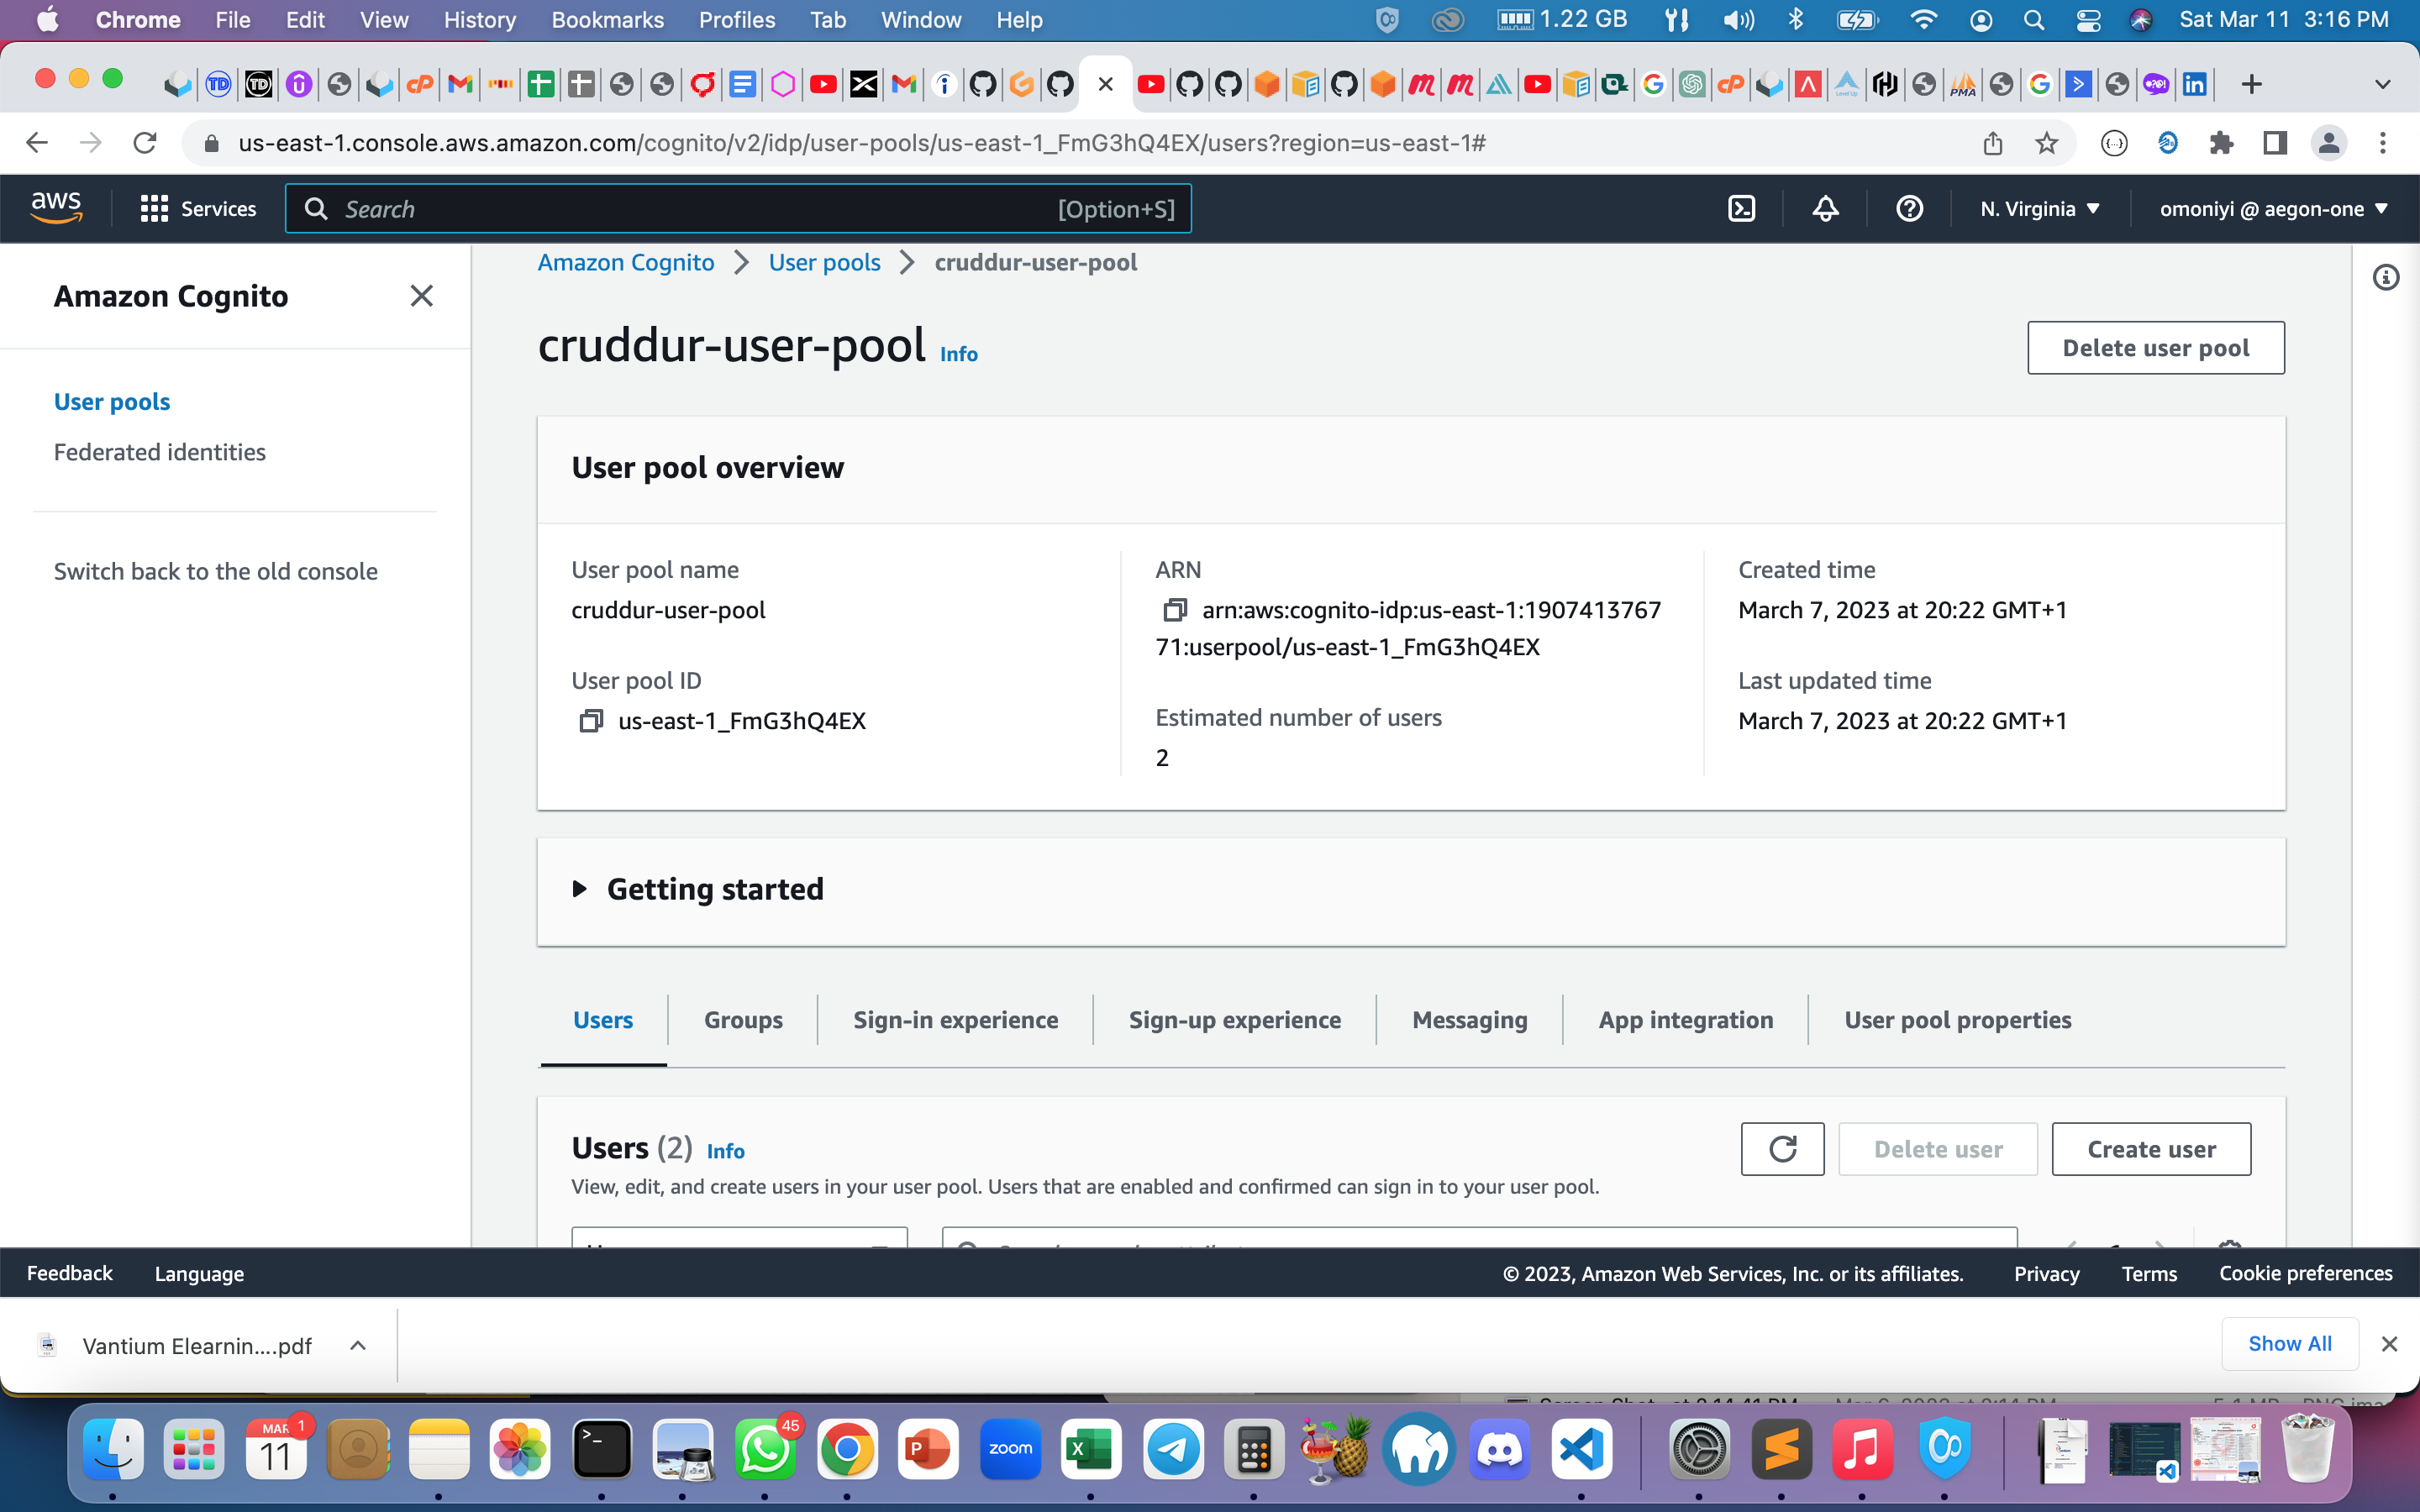 Chrome File Edit View History Bookmarks Profiles Tab Window Help 1.22 GB Sat Mar 11 3:16 PM
us-east-1.console.aws.amazon.com/cognito/v2/idp/user-pools/us-east-1_FmG3hQ4EX/users?region=us-east-1#
aws Services Search [Option+S] N. Virginia omoniyi @ aegon-one
Amazon Cognito
User pools
Federated identities
Switch back to the old console
Amazon Cognito User pools cruddur-user-pool
cruddur-user-pool Info
Delete user pool
User pool overview
User pool name
cruddur-user-pool
User pool ID
us-east-1_FmG3hQ4EX
ARN
arn:aws:cognito-idp:us-east-1:1907413767
71:userpool/us-east-1_FmG3hQ4EX
Estimated number of users
2
Created time
March 7, 2023 at 20:22 GMT+1
Last updated time
March 7, 2023 at 20:22 GMT+1
Getting started
Users Groups Sign-in experience Sign-up experience Messaging App integration User pool properties
Users (2) Info
Delete user Create user
View, edit, and create users in your user pool. Users that are enabled and confirmed can sign in to your user pool.
Feedback Language © 2023, Amazon Web Services, Inc. or its affiliates. Privacy Terms Cookie preferences
Vantium Elearnin....pdf Show All
MAR 1
11
45
zoom